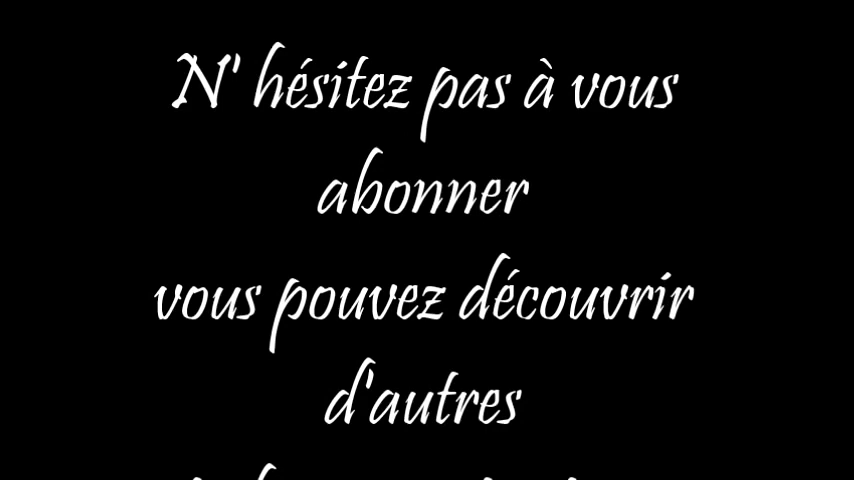 N' hésitez pas à vous
abonner
vous pouvez découvrir
d'autres